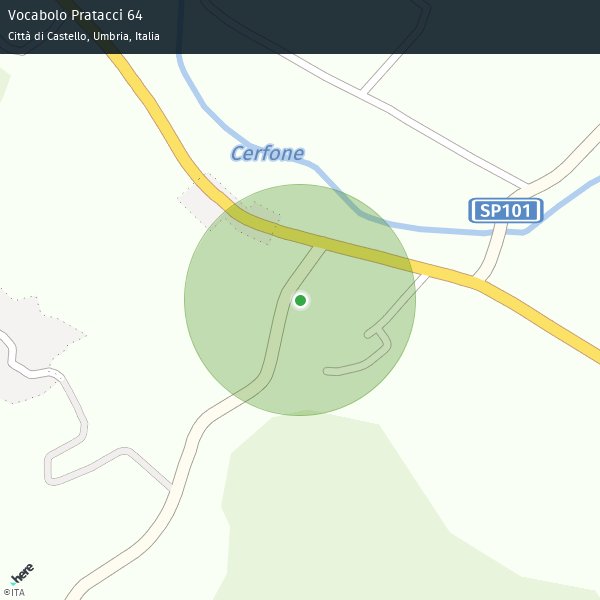 Vocabolo Pratacci 64
Città di Castello, Umbria, Italia
Cerfone
SP101
here
©ITA